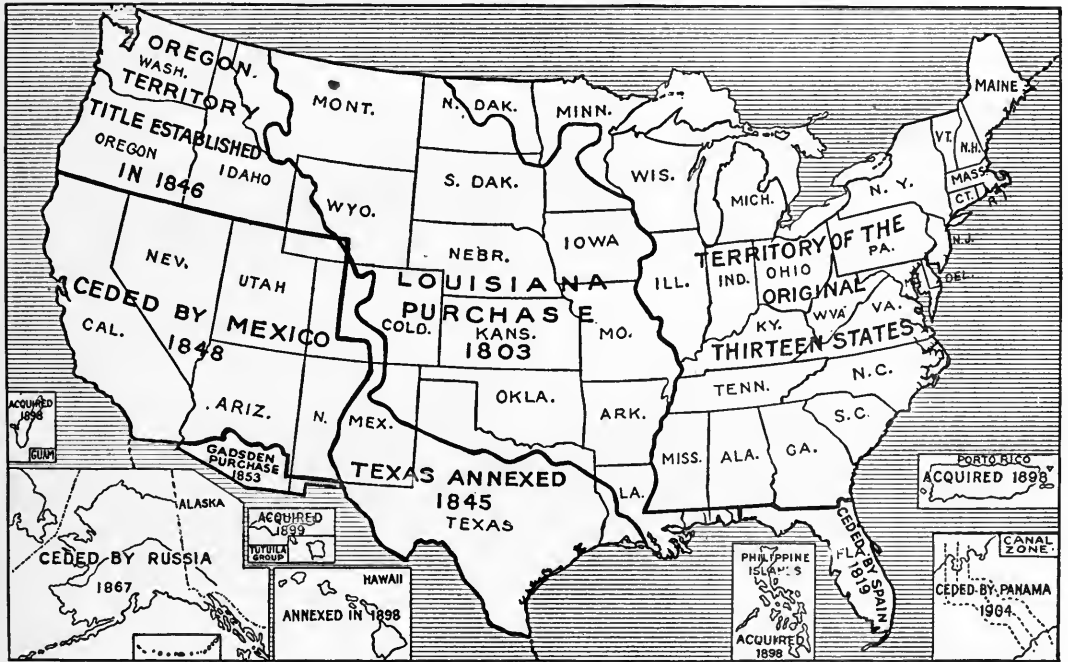 OREGON.
WASH.
TERRITORY
TITLE ESTABLISHED
OREGON
IDAHO
IN 1846
MONT.
N. DAK.
MINN.
WYO.
S. DAK.
WIS.
MICH.
NEBR.
IOWA
LOUISIANA
PURCHASE
KANS.
1803
COLO.
MO.
ILL.
IND.
OHIO
TERRITORY OF THE
ORIGINAL
THIRTEEN STATES
KY.
W.VA.
VA.
PA.
N. Y.
VT.
N.H.
MAINE
MASS.
CT.
R.I.
N.J.
DEL.
MD.
TENN.
N.C.
S.C.
GA.
ALA.
MISS.
LA.
ARK.
OKLA.
NEV.
UTAH
CAL.
CEDED BY
MEXICO
1848
ARIZ.
N.
MEX.
GADSDEN
PURCHASE
1853
TEXAS ANNEXED
1845
TEXAS
CEDED BY SPAIN
FLA.
1819
ACQUIRED
1898
GUAM
ALASKA
CEDED BY RUSSIA
1867
ACQUIRED
1899
TUTUILA
GROUP
HAWAII
ANNEXED IN 1898
PHILIPPINE
ISLANDS
ACQUIRED
1898
PORTO RICO
ACQUIRED 1898
CANAL
ZONE.
CEDED BY PANAMA
1904